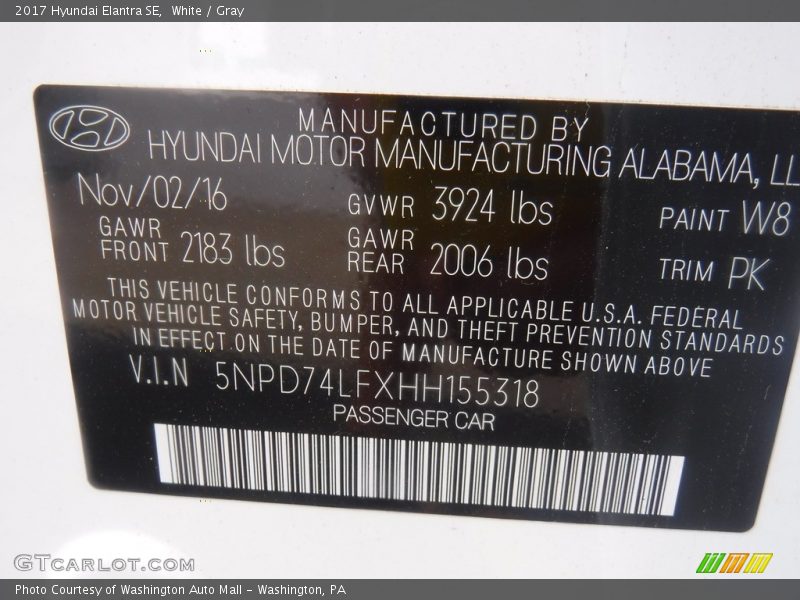 2017 Hyundai Elantra SE, White / Gray
MANUFACTURED BY
HYUNDAI MOTOR MANUFACTURING ALABAMA, LL
Nov/02/16 GVWR 3924 lbs PAINT W8
GAWR FRONT 2183 lbs GAWR REAR 2006 lbs TRIM PK
THIS VEHICLE CONFORMS TO ALL APPLICABLE U.S.A. FEDERAL
MOTOR VEHICLE SAFETY, BUMPER, AND THEFT PREVENTION STANDARDS
IN EFFECT ON THE DATE OF MANUFACTURE SHOWN ABOVE
V.I.N 5NPD74LFXHH155318
PASSENGER CAR
GTCARLOT.COM
Photo Courtesy of Washington Auto Mall - Washington, PA